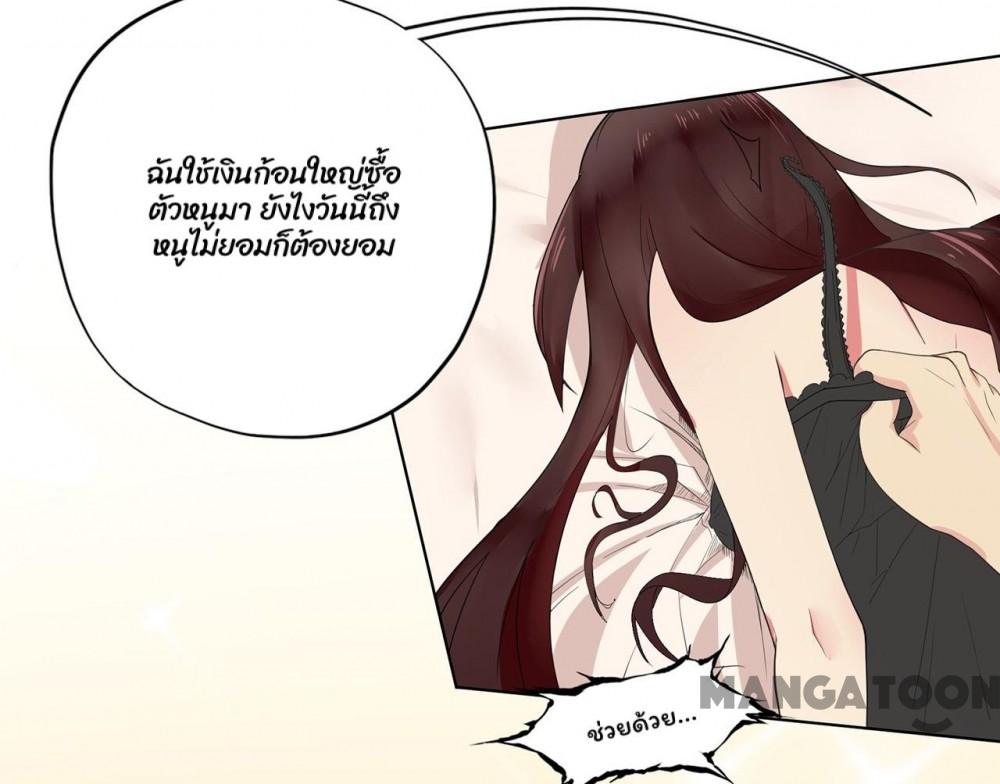 ฉันใช้เงินก้อนใหญ่ซื้อ
ตัวหนูมา ยังไงวันนี้ถึง
หนูไม่ยอมก็ต้องยอม
ช่วยด้วย...
MANGATOON